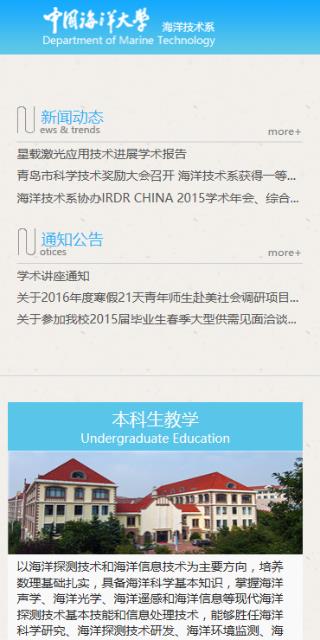 中国海洋大学 海洋技术系
Department of Marine Technology
新闻动态
ews & trends
more+
星载激光应用技术进展学术报告
青岛市科学技术奖励大会召开 海洋技术系获得一等...
海洋技术系协办IRDR CHINA 2015学术年会、综合...
通知公告
otices
more+
学术讲座通知
关于2016年度寒假21天青年师生赴美社会调研项目...
关于参加我校2015届毕业生春季大型供需见面洽谈...
本科生教学
Undergraduate Education
以海洋探测技术和海洋信息技术为主要方向，培养
数理基础扎实，具备海洋科学基本知识，掌握海洋
声学、海洋光学、海洋遥感和海洋信息等现代海洋
探测技术基本技能和信息处理技术，能够胜任海洋
科学研究、海洋探测技术研发、海洋环境监测、海